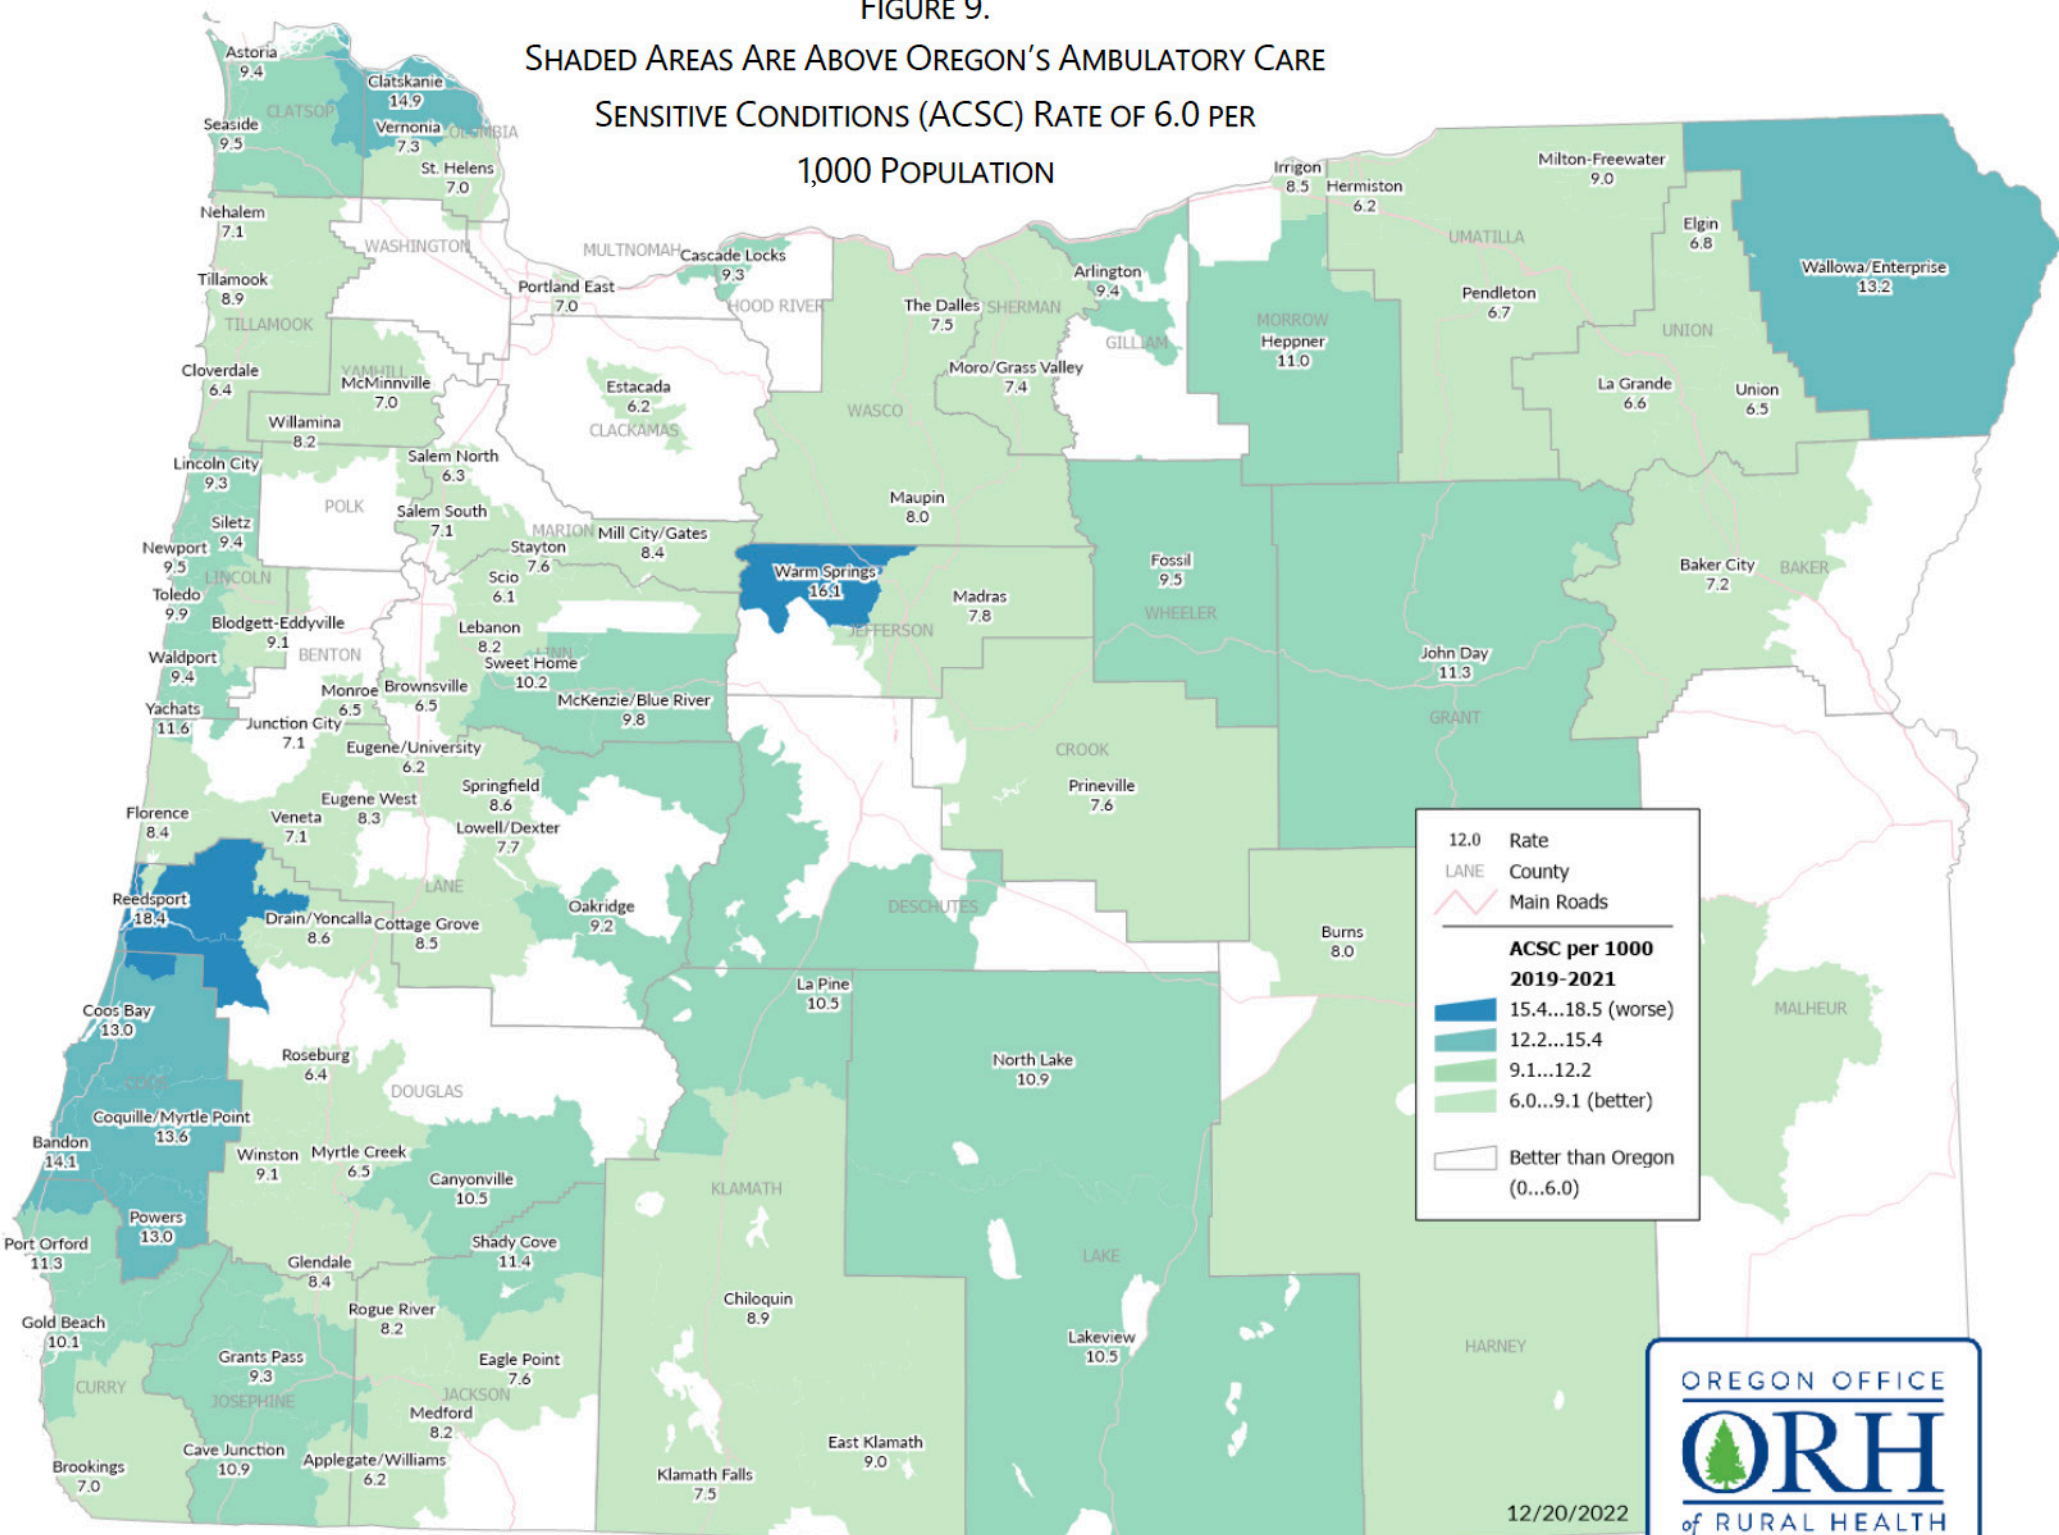 FIGURE 9.
SHADED AREAS ARE ABOVE OREGON'S AMBULATORY CARE
SENSITIVE CONDITIONS (ACSC) RATE OF 6.0 PER
1,000 POPULATION
Astoria
9.4
Clatskanie
14.9
CLATSOP
Seaside
9.5
Vernonia
7.3
COLUMBIA
St. Helens
7.0
Nehalem
7.1
WASHINGTON
MULTNOMAH
Cascade Locks
9.3
Portland East
7.0
HOOD RIVER
Tillamook
8.9
TILLAMOOK
The Dalles
7.5
SHERMAN
Arlington
9.4
GILLIAM
Irrigon
8.5
Hermiston
6.2
Milton-Freewater
9.0
UMATILLA
Elgin
6.8
Wallowa/Enterprise
13.2
Pendleton
6.7
MORROW
Heppner
11.0
UNION
La Grande
6.6
Union
6.5
Cloverdale
6.4
YAMHILL
McMinnville
7.0
Estacada
6.2
CLACKAMAS
Moro/Grass Valley
7.4
WASCO
Willamina
8.2
Lincoln City
9.3
Salem North
6.3
POLK
Salem South
7.1
MARION
Mill City/Gates
8.4
Maupin
8.0
Siletz
9.4
Newport
9.5
LINCOLN
Stayton
7.6
Scio
6.1
Warm Springs
16.1
Madras
7.8
JEFFERSON
Fossil
9.5
WHEELER
Baker City
7.2
BAKER
Toledo
9.9
Blodgett-Eddyville
9.1
BENTON
Lebanon
8.2
LINN
Sweet Home
10.2
John Day
11.3
GRANT
Waldport
9.4
Monroe
6.5
Brownsville
6.5
McKenzie/Blue River
9.8
Yachats
11.6
Junction City
7.1
Eugene/University
6.2
CROOK
Prineville
7.6
Springfield
8.6
Eugene West
8.3
Florence
8.4
Veneta
7.1
Lowell/Dexter
7.7
LANE
Reedsport
18.4
Drain/Yoncalla
8.6
Cottage Grove
8.5
Oakridge
9.2
DESCHUTES
Burns
8.0
La Pine
10.5
Coos Bay
13.0
Roseburg
6.4
DOUGLAS
North Lake
10.9
MALHEUR
COOS
Coquille/Myrtle Point
13.6
Bandon
14.1
Winston
9.1
Myrtle Creek
6.5
Canyonville
10.5
KLAMATH
Powers
13.0
Port Orford
11.3
Shady Cove
11.4
LAKE
Glendale
8.4
Rogue River
8.2
Chiloquin
8.9
Gold Beach
10.1
Grants Pass
9.3
Eagle Point
7.6
Lakeview
10.5
HARNEY
CURRY
JOSEPHINE
JACKSON
Medford
8.2
Cave Junction
10.9
Applegate/Williams
6.2
Brookings
7.0
Klamath Falls
7.5
East Klamath
9.0
12.0 Rate
LANE County
Main Roads
ACSC per 1000
2019-2021
15.4...18.5 (worse)
12.2...15.4
9.1...12.2
6.0...9.1 (better)
Better than Oregon
(0...6.0)
12/20/2022
OREGON OFFICE
ORH
of RURAL HEALTH